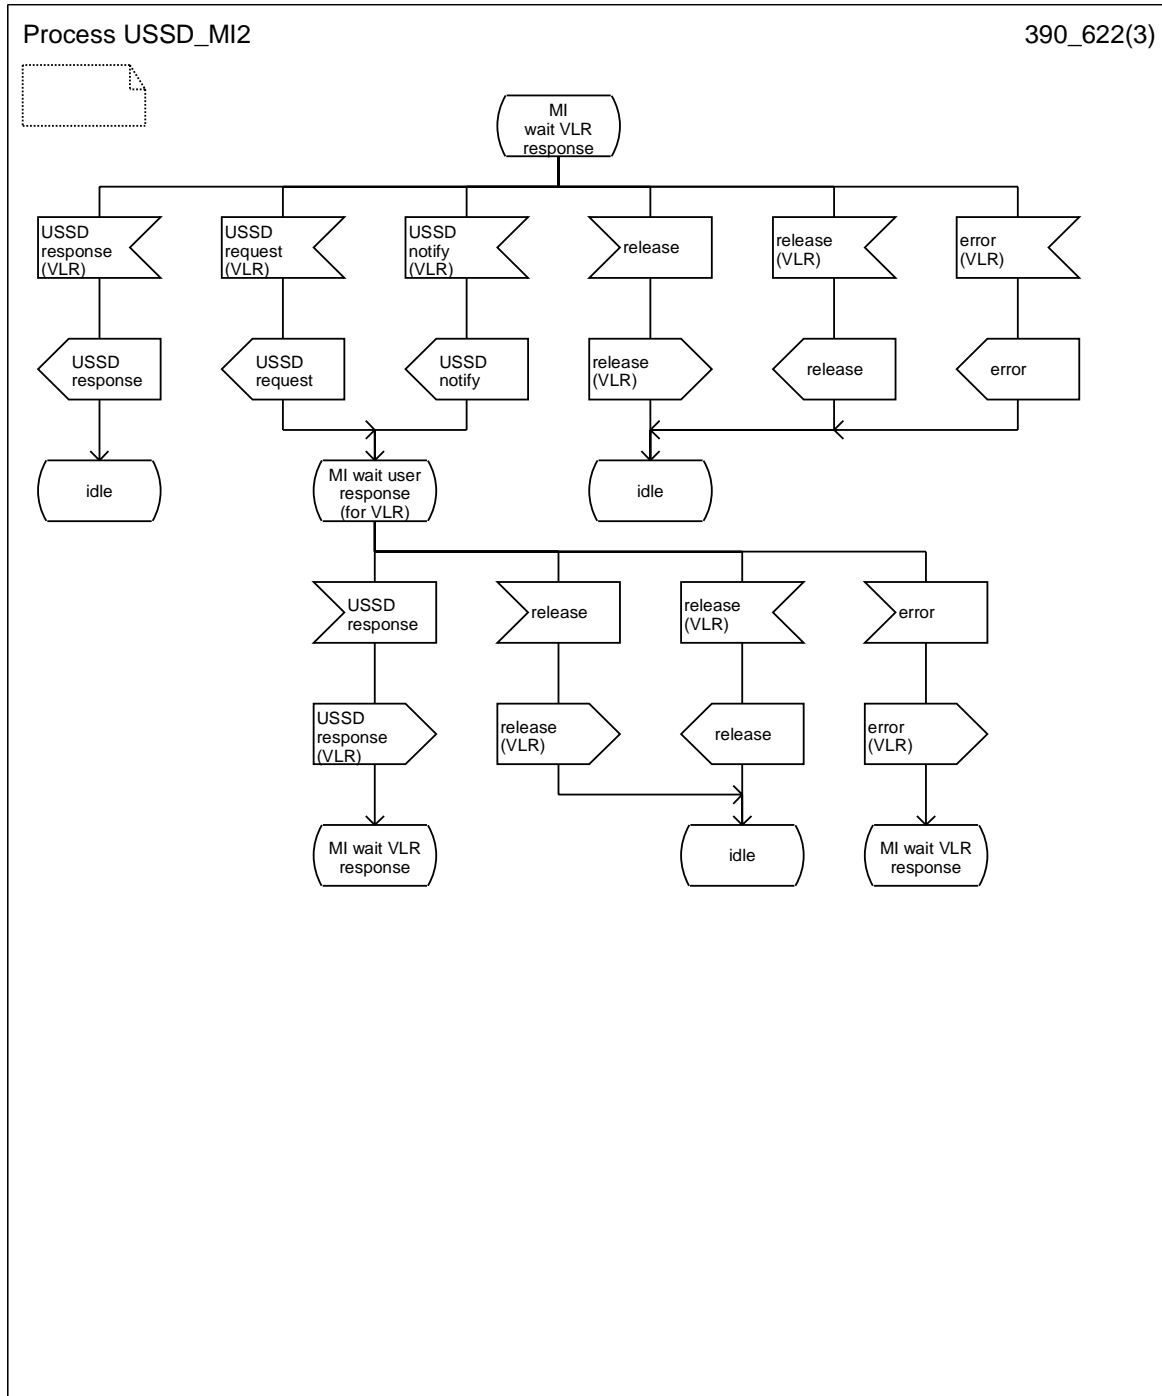 Process USSD_MI2
390_622(3)
MI
wait VLR
response
USSD
response
(VLR)
USSD
request
(VLR)
USSD
notify
(VLR)
release
release
(VLR)
error
(VLR)
USSD
response
USSD
request
USSD
notify
release
(VLR)
release
error
idle
MI wait user
response
(for VLR)
idle
USSD
response
release
release
(VLR)
error
USSD
response
(VLR)
release
(VLR)
release
error
(VLR)
MI wait VLR
response
idle
MI wait VLR
response